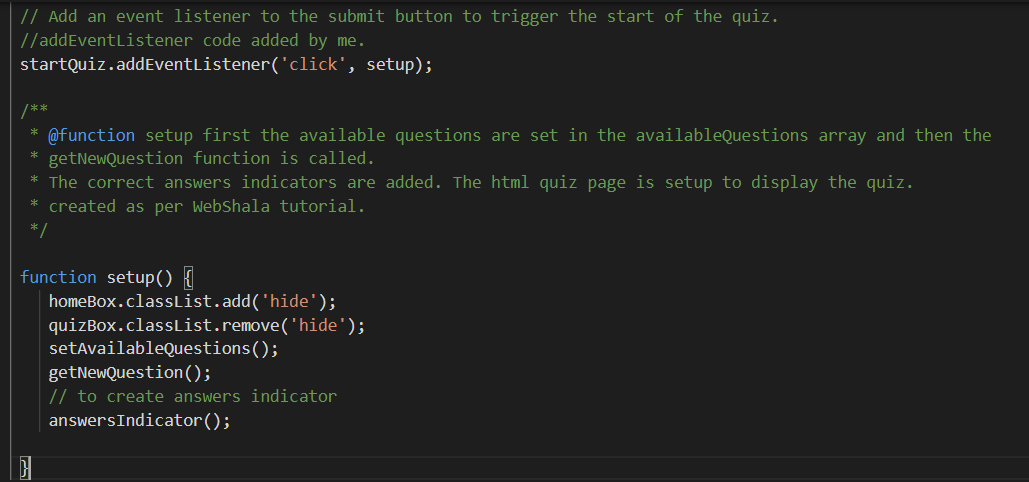 // Add an event listener to the submit button to trigger the start of the quiz.
//addEventListener code added by me.
startQuiz.addEventListener('click', setup);
/**
* @function setup first the available questions are set in the availableQuestions array and then the
* getNewQuestion function is called.
* The correct answers indicators are added. The html quiz page is setup to display the quiz.
* created as per WebShala tutorial.
*/
function setup() {
homeBox.classList.add('hide');
quizBox.classList.remove('hide');
setAvailableQuestions();
getNewQuestion();
// to create answers indicator
answersIndicator();
}